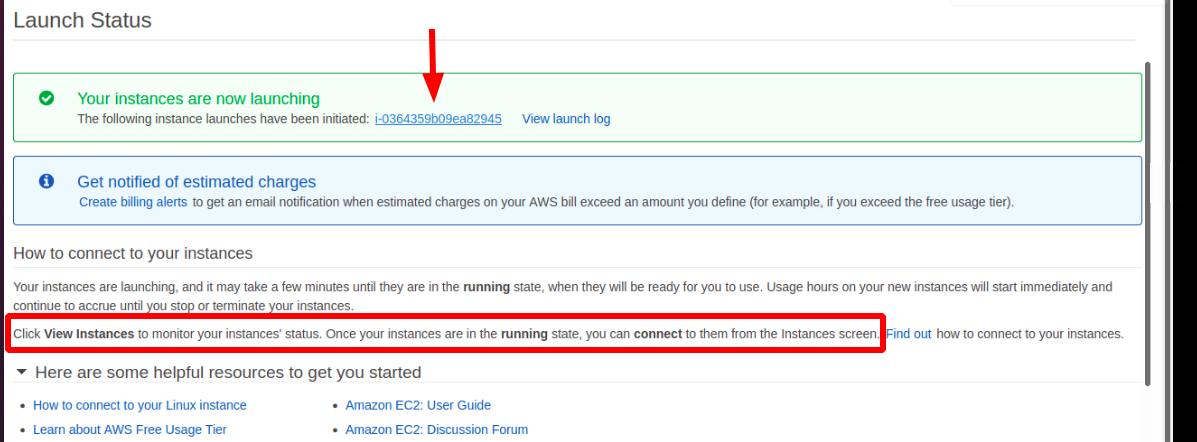 Launch Status
Your instances are now launching
The following instance launches have been initiated: i-0364359b09ea82945 View launch log
Get notified of estimated charges
Create billing alerts to get an email notification when estimated charges on your AWS bill exceed an amount you define (for example, if you exceed the free usage tier).
How to connect to your instances
Your instances are launching, and it may take a few minutes until they are in the running state, when they will be ready for you to use. Usage hours on your new instances will start immediately and
continue to accrue until you stop or terminate your instances.
Click View Instances to monitor your instances' status. Once your instances are in the running state, you can connect to them from the Instances screen. Find out how to connect to your instances.
Here are some helpful resources to get you started
• How to connect to your Linux instance • Amazon EC2: User Guide
• Learn about AWS Free Usage Tier • Amazon EC2: Discussion Forum